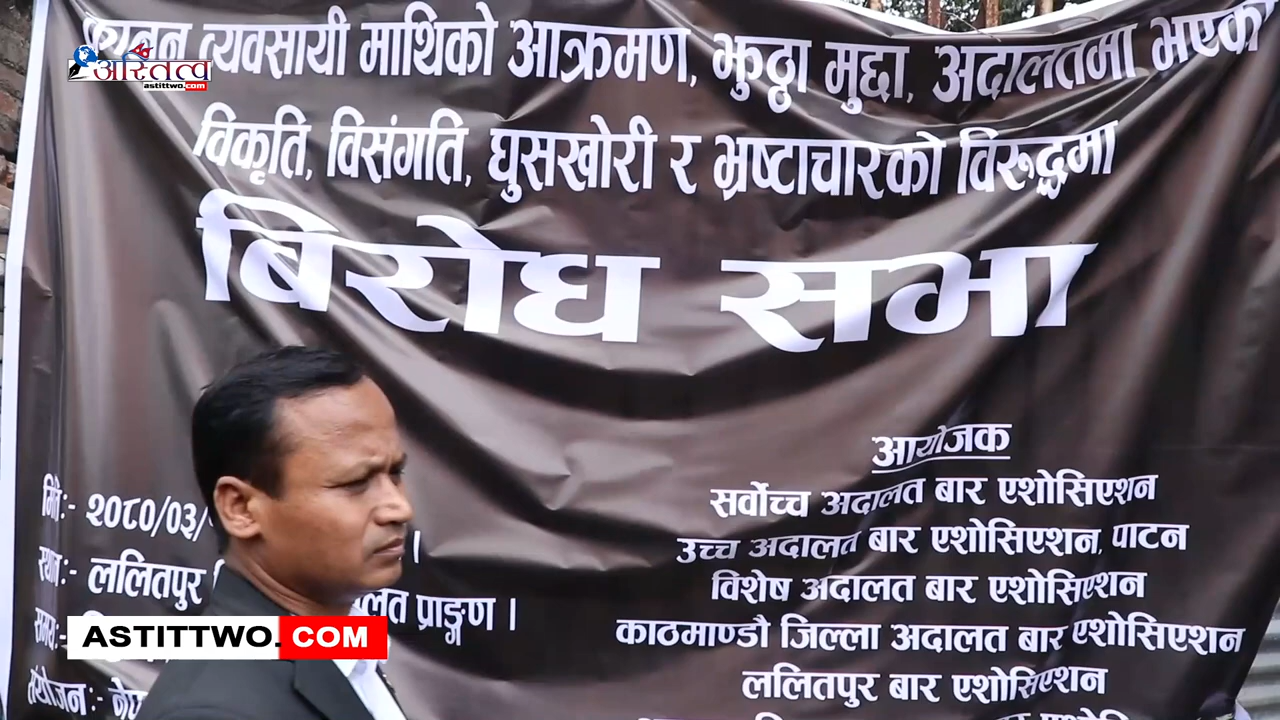 अस्तित्व
astittwo.com
व्यवसायी माथिको आक्रमण, झुठ्ठा मुद्दा, अदालतमा भएका
विकृति, विसंगति, घुसखोरी र भ्रष्टाचारको विरूद्धमा
बिरोध सभा
आयोजक
सर्वोच्च अदालत बार एशोसिएशन
उच्च अदालत बार एशोसिएशन, पाटन
विशेष अदालत बार एशोसिएशन
काठमाण्डौ जिल्ला अदालत बार एशोसिएशन
ललितपुर बार एशोसिएशन
मिति:- २०८०/०३/ ।
स्थान:- ललितपुर प्राङ्गण ।
समय:-
संयोजन:-
ASTITTWO.COM